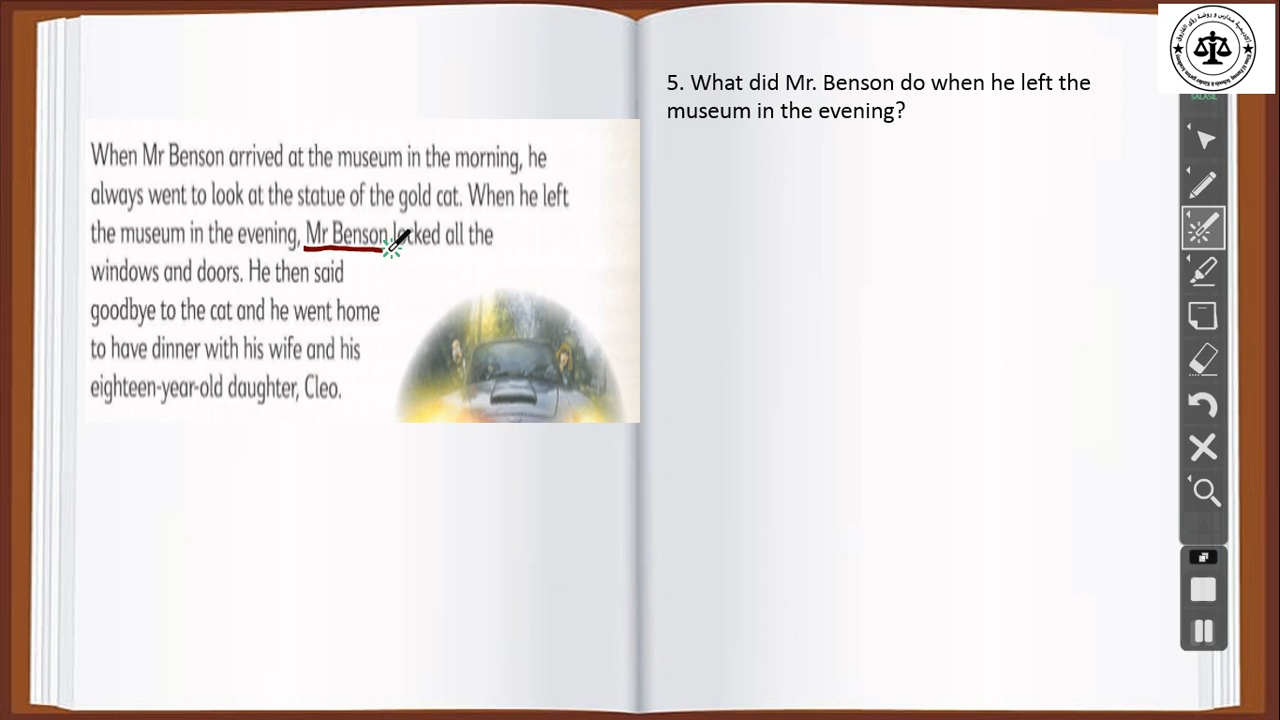 When Mr Benson arrived at the museum in the morning, he
always went to look at the statue of the gold cat. When he left
the museum in the evening, Mr Benson locked all the
windows and doors. He then said
goodbye to the cat and he went home
to have dinner with his wife and his
eighteen-year-old daughter, Cleo.
5. What did Mr. Benson do when he left the
museum in the evening?